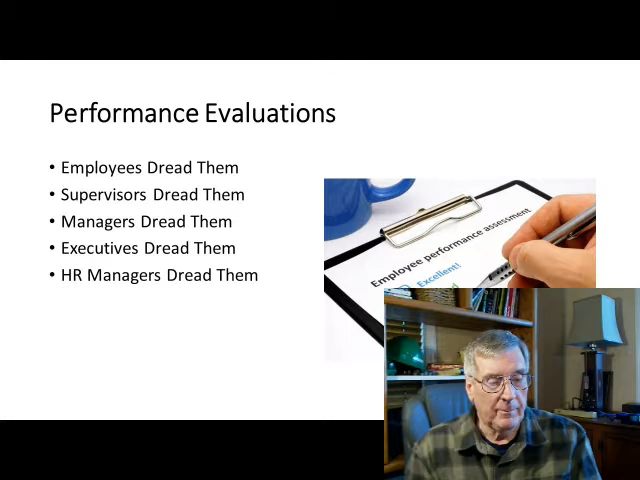 Performance Evaluations
• Employees Dread Them
• Supervisors Dread Them
• Managers Dread Them
• Executives Dread Them
• HR Managers Dread Them
Employee performance assessment
Excellent!